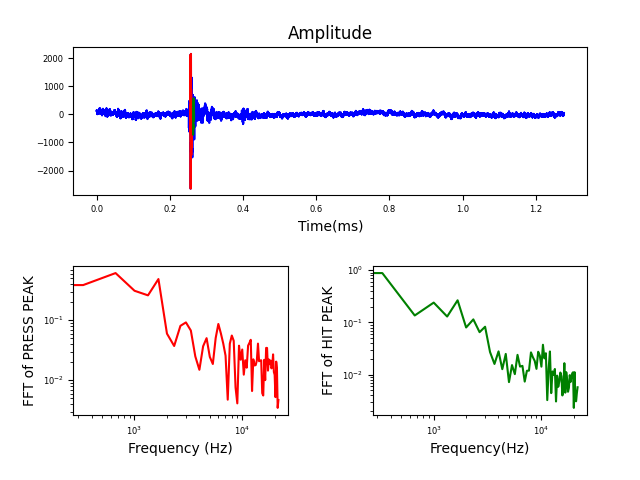 Amplitude
2000
1000
0
−1000
−2000
0.0 0.2 0.4 0.6 0.8 1.0 1.2
Time(ms)
FFT of PRESS PEAK
10⁻¹
10⁻²
10³ 10⁴
Frequency (Hz)
FFT of HIT PEAK
10⁰
10⁻¹
10⁻²
10³ 10⁴
Frequency(Hz)